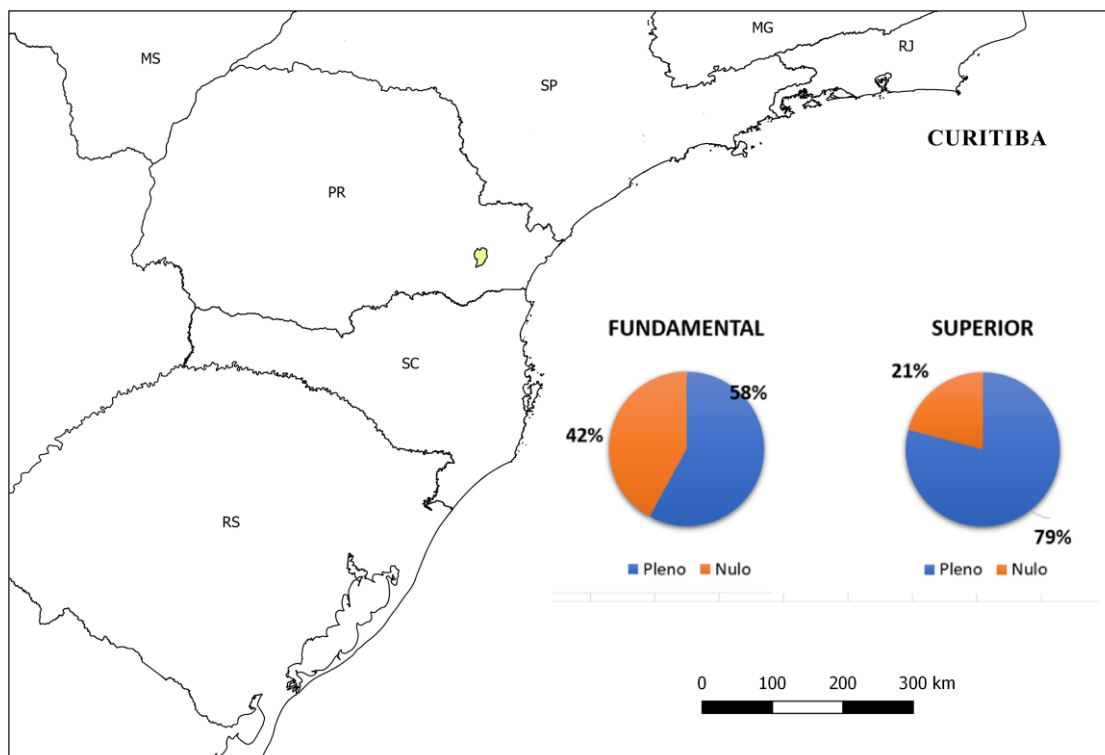 MG
RJ
MS
SP
CURITIBA
PR
FUNDAMENTAL
SUPERIOR
SC
58%
42%
21%
79%
RS
Pleno Nulo
Pleno Nulo
0 100 200 300 km